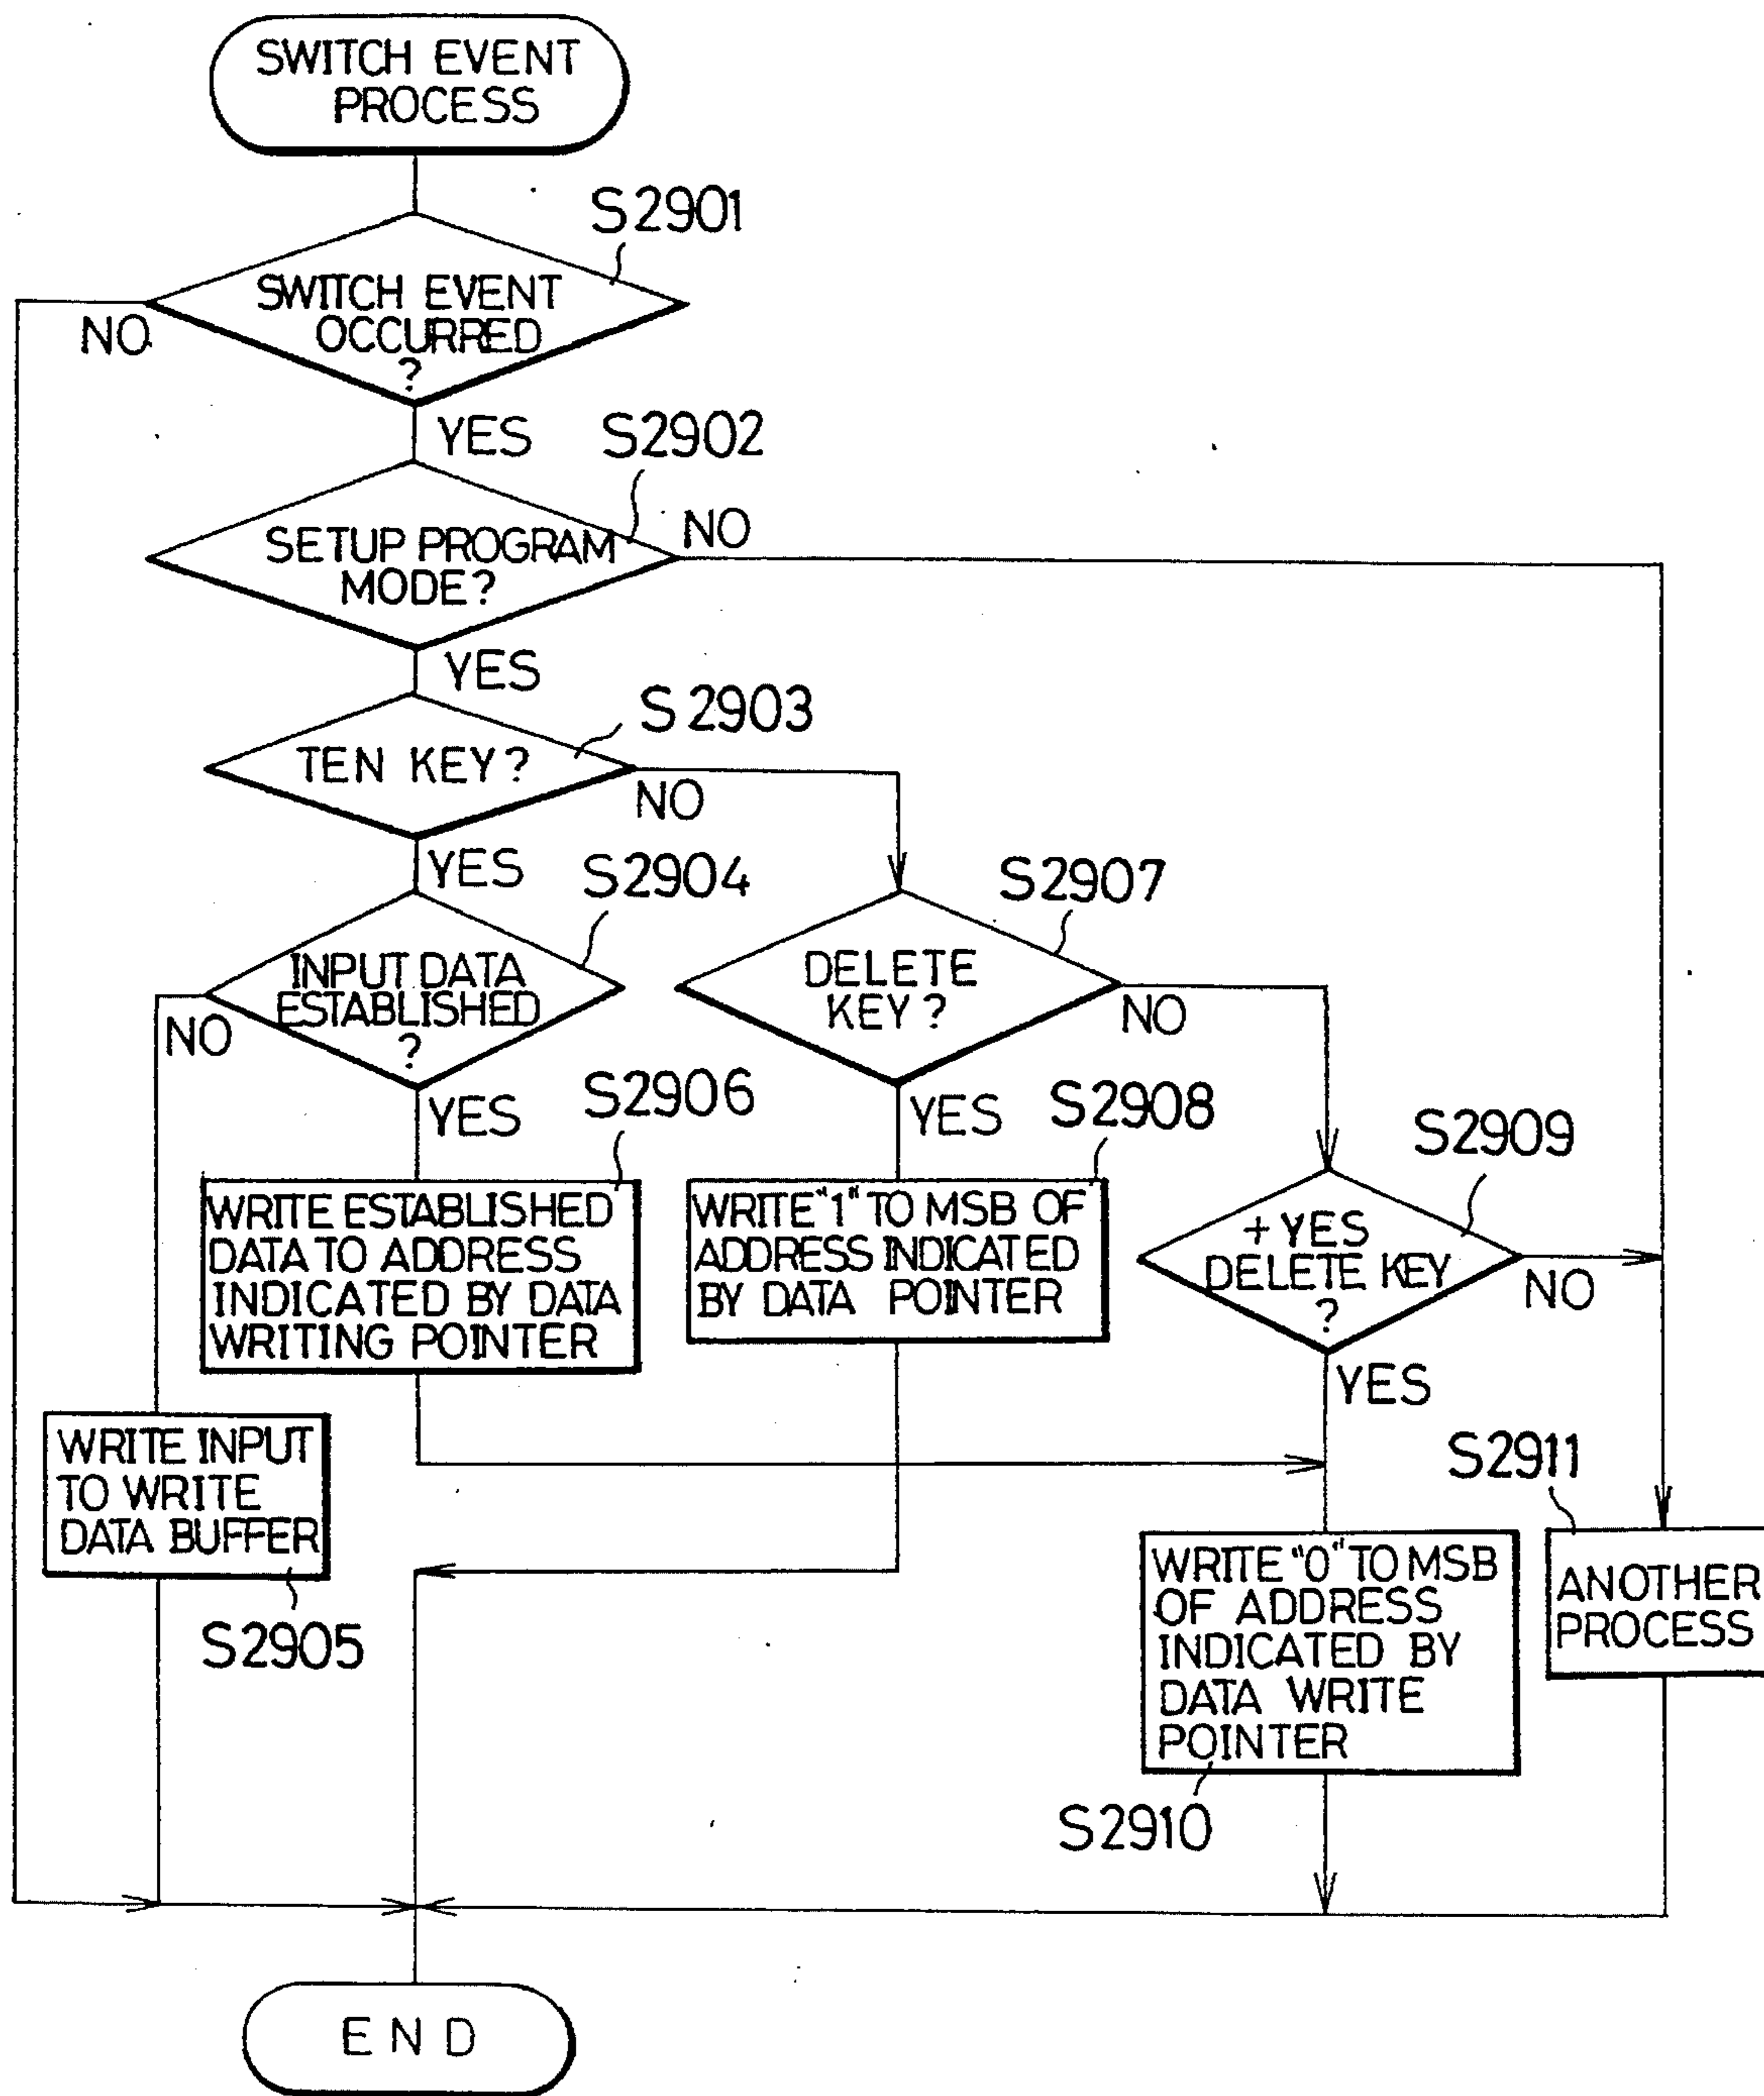 SWITCH EVENT
PROCESS
S2901
SWITCH EVENT
OCCURRED
?
NO
YES
S2902
SETUP PROGRAM
MODE?
NO
YES
S2903
TEN KEY?
NO
YES
S2904
INPUT DATA
ESTABLISHED
?
NO
YES
S2907
DELETE
KEY?
NO
YES
S2906
WRITE ESTABLISHED
DATA TO ADDRESS
INDICATED BY DATA
WRITING POINTER
S2908
WRITE "1" TO MSB OF
ADDRESS INDICATED
BY DATA POINTER
S2909
+ YES
DELETE KEY
?
NO
YES
WRITE INPUT
TO WRITE
DATA BUFFER
S2905
S2911
ANOTHER
PROCESS
WRITE "0" TO MSB
OF ADDRESS
INDICATED BY
DATA WRITE
POINTER
S2910
END